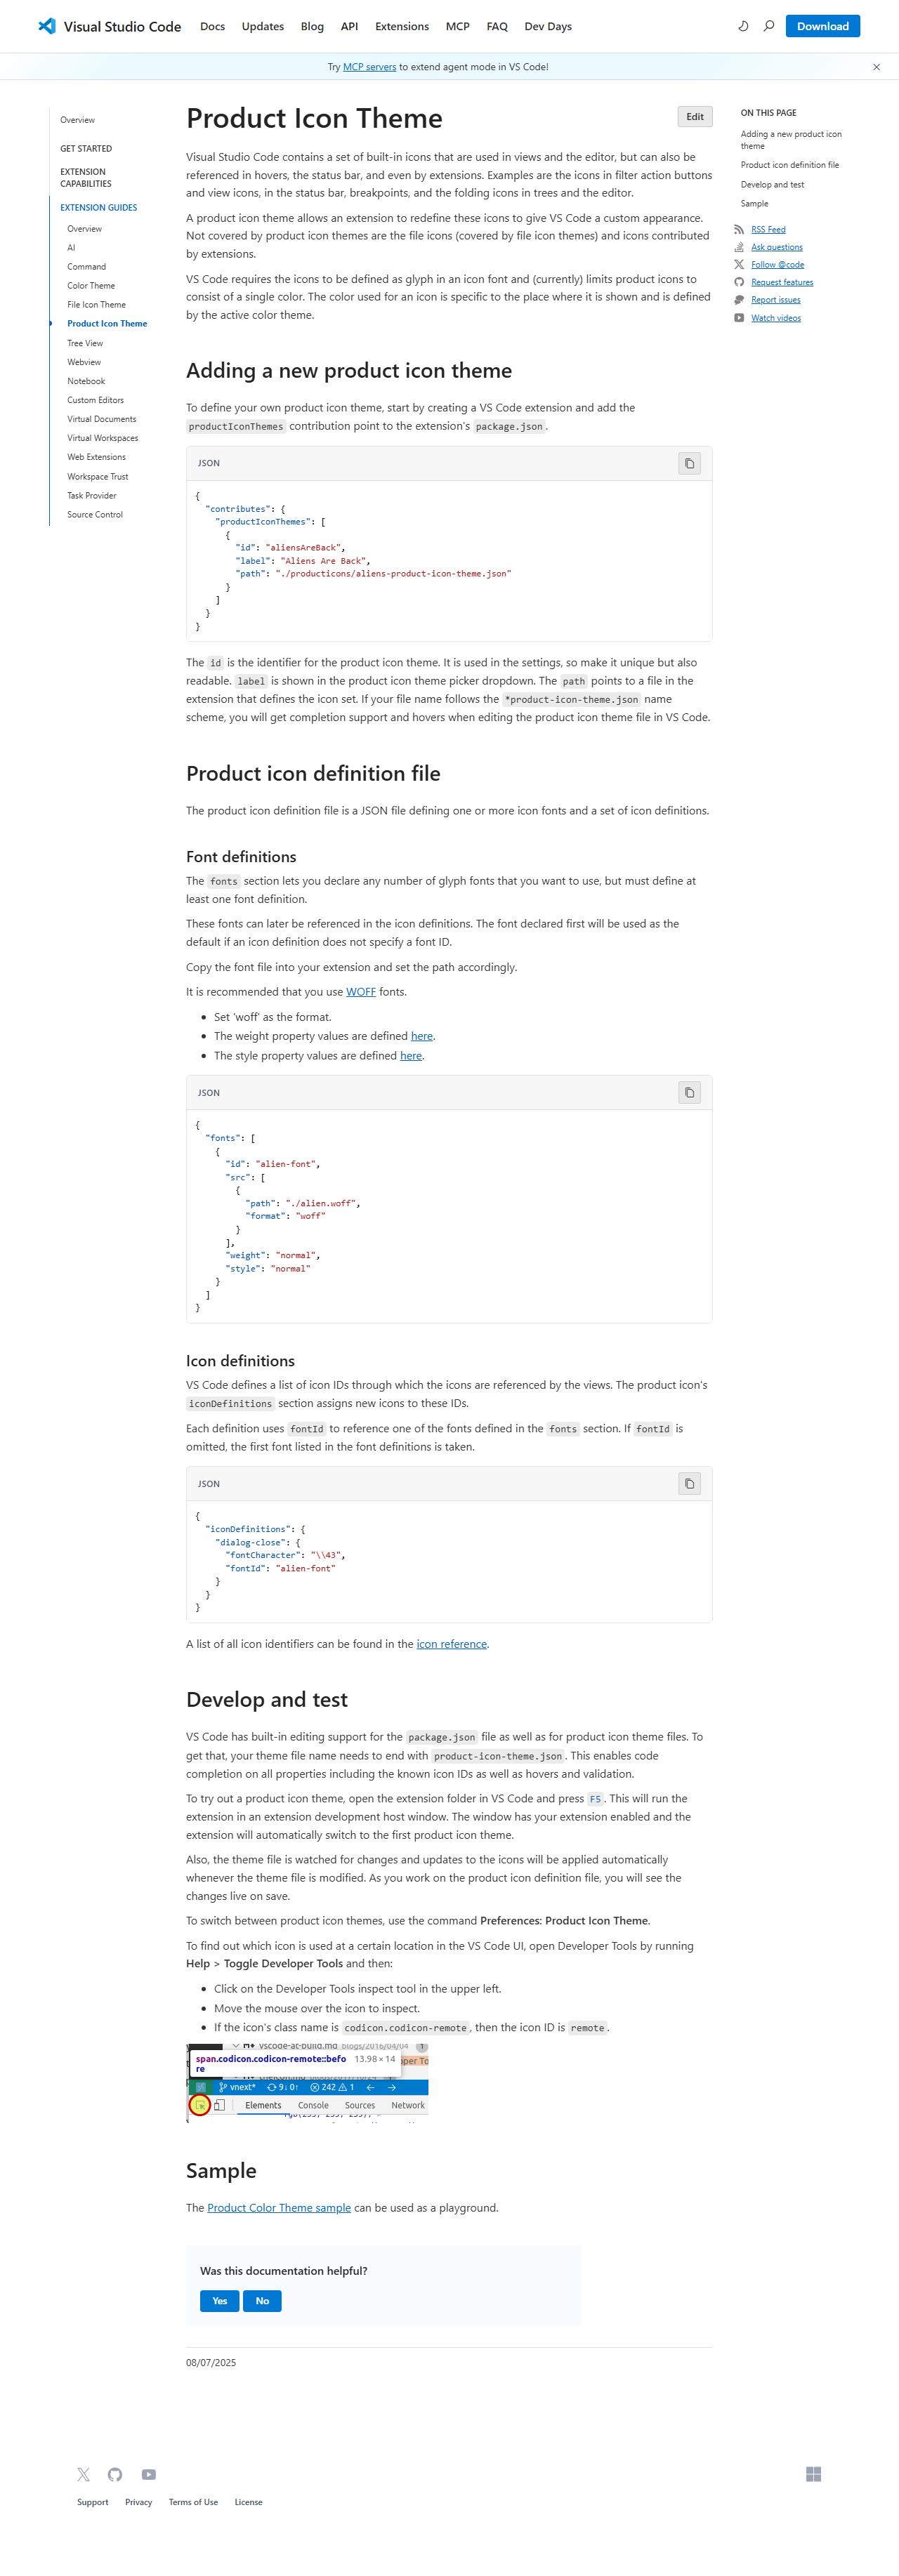 Visual Studio Code Docs Updates Blog API Extensions MCP FAQ Dev Days Download
Try MCP servers to extend agent mode in VS Code!
Overview
GET STARTED
EXTENSION
CAPABILITIES
EXTENSION GUIDES
Overview
AI
Command
Color Theme
File Icon Theme
Product Icon Theme
Tree View
Webview
Notebook
Custom Editors
Virtual Documents
Virtual Workspaces
Web Extensions
Workspace Trust
Task Provider
Source Control
Product Icon Theme
Edit
Visual Studio Code contains a set of built-in icons that are used in views and the editor, but can also be
referenced in hovers, the status bar, and even by extensions. Examples are the icons in filter action buttons
and view icons, in the status bar, breakpoints, and the folding icons in trees and the editor.
A product icon theme allows an extension to redefine these icons to give VS Code a custom appearance.
Not covered by product icon themes are the file icons (covered by file icon themes) and icons contributed
by extensions.
VS Code requires the icons to be defined as glyph in an icon font and (currently) limits product icons to
consist of a single color. The color used for an icon is specific to the place where it is shown and is defined
by the active color theme.
Adding a new product icon theme
To define your own product icon theme, start by creating a VS Code extension and add the
productIconThemes contribution point to the extension's package.json.
JSON
{
"contributes": {
"productIconThemes": [
{
"id": "aliensAreBack",
"label": "Aliens Are Back",
"path": "./producticons/aliens-product-icon-theme.json"
}
]
}
}
The id is the identifier for the product icon theme. It is used in the settings, so make it unique but also
readable. label is shown in the product icon theme picker dropdown. The path points to a file in the
extension that defines the icon set. If your file name follows the *product-icon-theme.json name
scheme, you will get completion support and hovers when editing the product icon theme file in VS Code.
Product icon definition file
The product icon definition file is a JSON file defining one or more icon fonts and a set of icon definitions.
Font definitions
The fonts section lets you declare any number of glyph fonts that you want to use, but must define at
least one font definition.
These fonts can later be referenced in the icon definitions. The font declared first will be used as the
default if an icon definition does not specify a font ID.
Copy the font file into your extension and set the path accordingly.
It is recommended that you use WOFF fonts.
• Set 'woff' as the format.
• The weight property values are defined here.
• The style property values are defined here.
JSON
{
"fonts": [
{
"id": "alien-font",
"src": [
{
"path": "./alien.woff",
"format": "woff"
}
],
"weight": "normal",
"style": "normal"
}
]
}
Icon definitions
VS Code defines a list of icon IDs through which the icons are referenced by the views. The product icon's
iconDefinitions section assigns new icons to these IDs.
Each definition uses fontId to reference one of the fonts defined in the fonts section. If fontId is
omitted, the first font listed in the font definitions is taken.
JSON
{
"iconDefinitions": {
"dialog-close": {
"fontCharacter": "\\43",
"fontId": "alien-font"
}
}
}
A list of all icon identifiers can be found in the icon reference.
Develop and test
VS Code has built-in editing support for the package.json file as well as for product icon theme files. To
get that, your theme file name needs to end with product-icon-theme.json. This enables code
completion on all properties including the known icon IDs as well as hovers and validation.
To try out a product icon theme, open the extension folder in VS Code and press F5. This will run the
extension in an extension development host window. The window has your extension enabled and the
extension will automatically switch to the first product icon theme.
Also, the theme file is watched for changes and updates to the icons will be applied automatically
whenever the theme file is modified. As you work on the product icon definition file, you will see the
changes live on save.
To switch between product icon themes, use the command Preferences: Product Icon Theme.
To find out which icon is used at a certain location in the VS Code UI, open Developer Tools by running
Help > Toggle Developer Tools and then:
• Click on the Developer Tools inspect tool in the upper left.
• Move the mouse over the icon to inspect.
• If the icon's class name is codicon.codicon-remote, then the icon ID is remote.
vscode-at-build.md blogs/2016/04/04 1
span.codicon.codicon-remote::befo 13.98 × 14
re
vnext* 9↓ 0↑ 242 1
Elements Console Sources Network
Sample
The Product Color Theme sample can be used as a playground.
Was this documentation helpful?
Yes No
08/07/2025
ON THIS PAGE
Adding a new product icon
theme
Product icon definition file
Develop and test
Sample
RSS Feed
Ask questions
Follow @code
Request features
Report issues
Watch videos
Support Privacy Terms of Use License